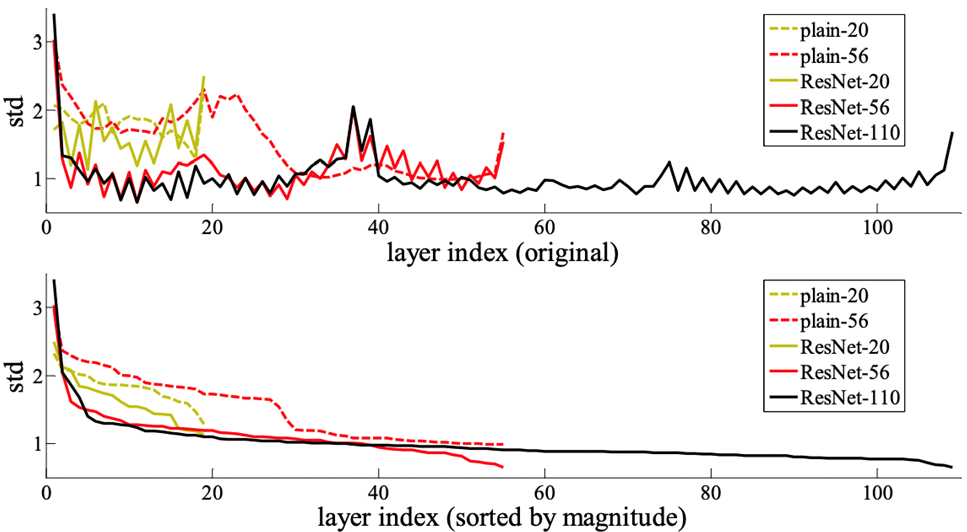 plain-20
plain-56
ResNet-20
ResNet-56
ResNet-110
std
3
2
1
0
20
40
60
80
100
layer index (original)
plain-20
plain-56
ResNet-20
ResNet-56
ResNet-110
std
3
2
1
0
20
40
60
80
100
layer index (sorted by magnitude)